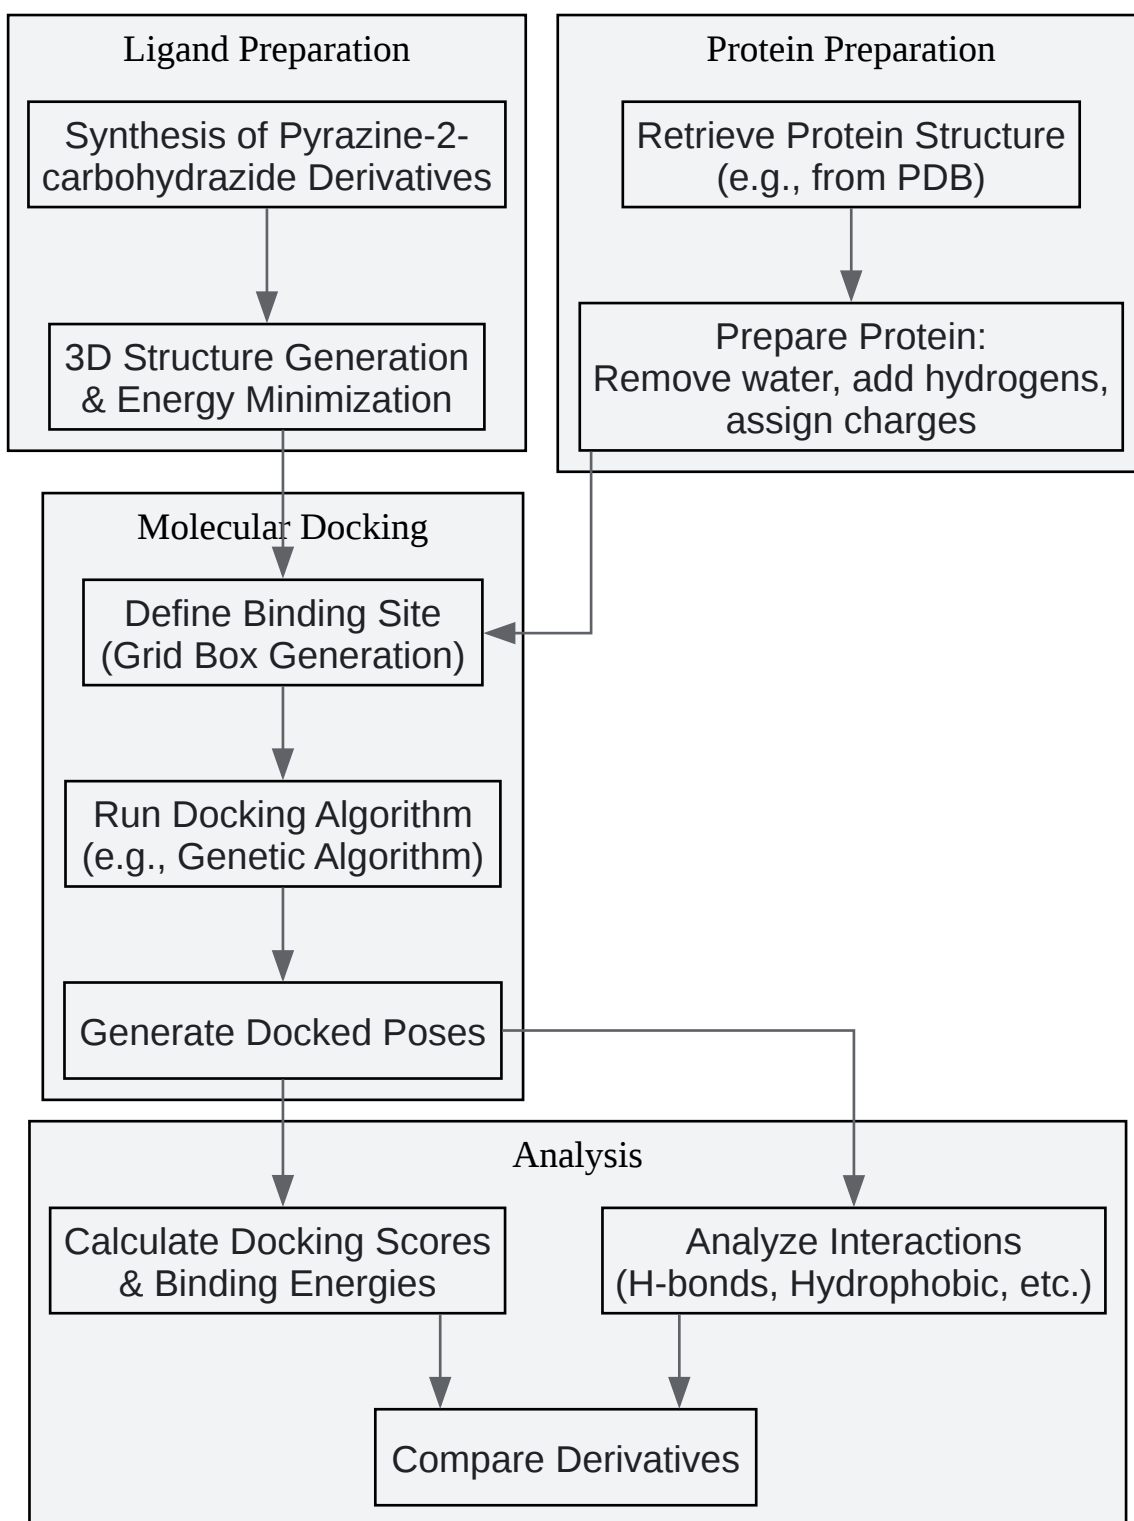 Ligand Preparation
Synthesis of Pyrazine-2-
carbohydrazide Derivatives
3D Structure Generation
& Energy Minimization
Protein Preparation
Retrieve Protein Structure
(e.g., from PDB)
Prepare Protein:
Remove water, add hydrogens,
assign charges
Molecular Docking
Define Binding Site
(Grid Box Generation)
Run Docking Algorithm
(e.g., Genetic Algorithm)
Generate Docked Poses
Analysis
Calculate Docking Scores
& Binding Energies
Analyze Interactions
(H-bonds, Hydrophobic, etc.)
Compare Derivatives